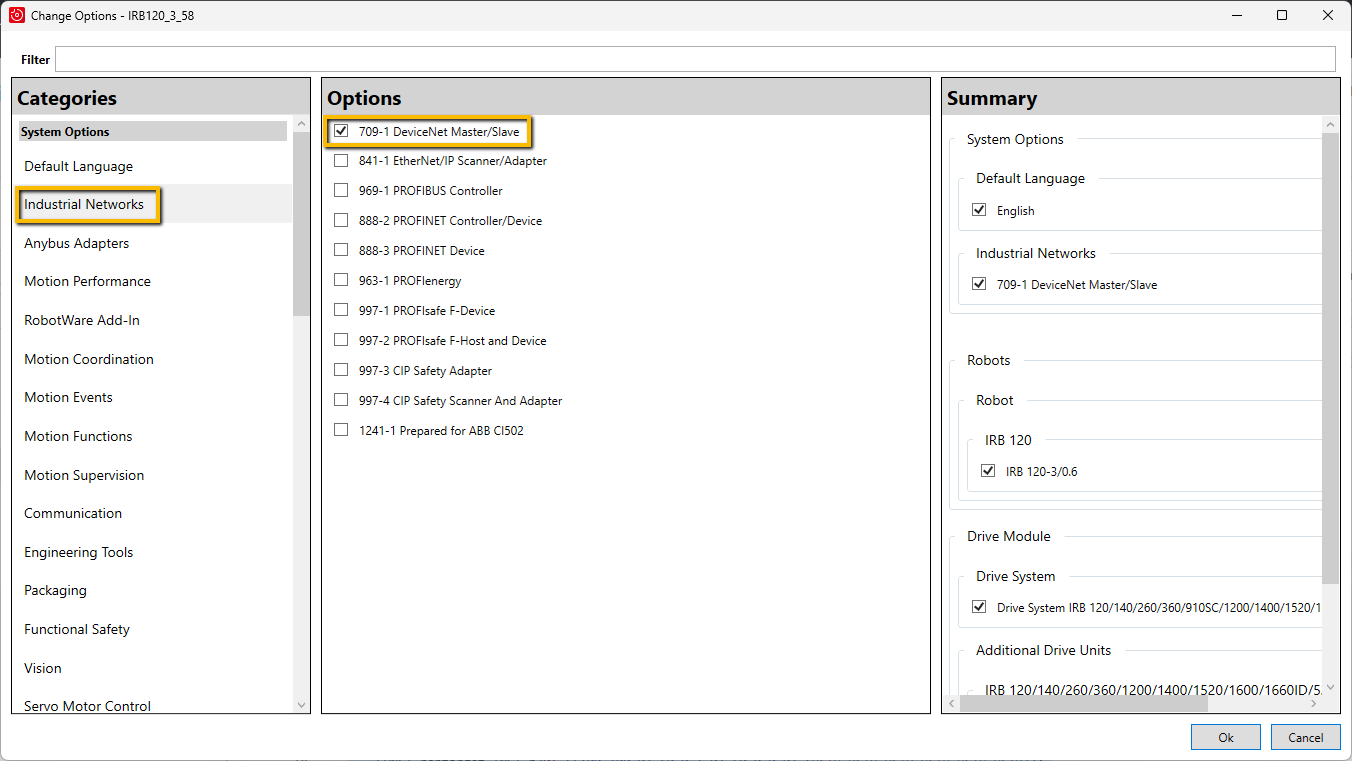 Change Options - IRB120_3_58
Filter
Categories
System Options
Default Language
Industrial Networks
Anybus Adapters
Motion Performance
RobotWare Add-In
Motion Coordination
Motion Events
Motion Functions
Motion Supervision
Communication
Engineering Tools
Packaging
Functional Safety
Vision
Servo Motor Control
Options
709-1 DeviceNet Master/Slave
841-1 EtherNet/IP Scanner/Adapter
969-1 PROFIBUS Controller
888-2 PROFINET Controller/Device
888-3 PROFINET Device
963-1 PROFIenergy
997-1 PROFIsafe F-Device
997-2 PROFIsafe F-Host and Device
997-3 CIP Safety Adapter
997-4 CIP Safety Scanner And Adapter
1241-1 Prepared for ABB CI502
Summary
System Options
Default Language
English
Industrial Networks
709-1 DeviceNet Master/Slave
Robots
Robot
IRB 120
IRB 120-3/0.6
Drive Module
Drive System
Drive System IRB 120/140/260/360/910SC/1200/1400/1520/1
Additional Drive Units
IRB 120/140/260/360/1200/1400/1520/1600/1660ID/5
Ok
Cancel